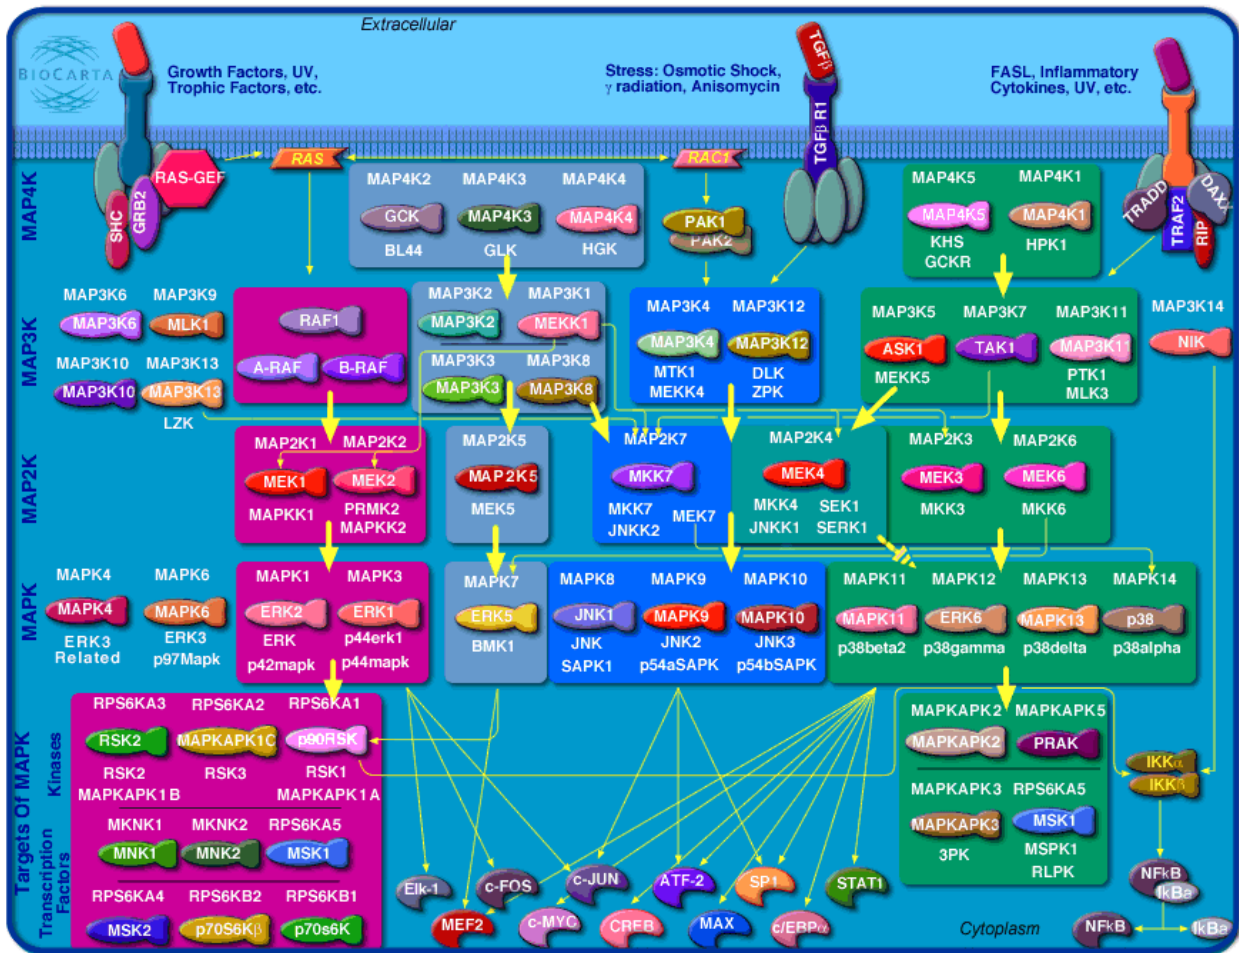 Extracellular
BIOCARTA
Growth Factors, UV,
Trophic Factors, etc.
Stress: Osmotic Shock,
γ radiation, Anisomycin
TGFβ
FASL, Inflammatory
Cytokines, UV, etc.
TGFβ R1
RAS-GEF
RAS
RAC1
MAP4K
SHC
GRB2
MAP4K2 MAP4K3 MAP4K4
GCK MAP4K3 MAP4K4
BL44 GLK HGK
PAK1
PAK2
MAP4K5 MAP4K1
MAP4K5 MAP4K1
KHS HPK1
GCKR
TRADD
TRAF2
RIP
DAXX
MAP3K
MAP3K6 MAP3K9
MAP3K6 MLK1
MAP3K10 MAP3K13
MAP3K10 MAP3K13
LZK
RAF1
A-RAF B-RAF
MAP3K2 MAP3K1
MAP3K2 MEKK1
MAP3K3 MAP3K8
MAP3K3 MAP3K8
MAP3K4 MAP3K12
MAP3K4 MAP3K12
MTK1 DLK
MEKK4 ZPK
MAP3K5 MAP3K7 MAP3K11
ASK1 TAK1 MAP3K11
MEKK5 PTK1
MLK3
MAP3K14
NIK
MAP2K
MAP2K1 MAP2K2
MEK1 MEK2
MAPKK1 PRMK2
MAPKK2
MAP2K5
MAP2K5
MEK5
MAP2K7
MKK7
MKK7 MEK7
JNKK2
MAP2K4
MEK4
MKK4 SEK1
JNKK1 SERK1
MAP2K3 MAP2K6
MEK3 MEK6
MKK3 MKK6
MAPK
MAPK4 MAPK6
MAPK4 MAPK6
ERK3 ERK3
Related p97Mapk
MAPK1 MAPK3
ERK2 ERK1
ERK p44erk1
p42mapk p44mapk
MAPK7
ERK5
BMK1
MAPK8 MAPK9 MAPK10
JNK1 MAPK9 MAPK10
JNK JNK2 JNK3
SAPK1 p54aSAPK p54bSAPK
MAPK11 MAPK12 MAPK13 MAPK14
MAPK11 ERK6 MAPK13 p38
p38beta2 p38gamma p38delta p38alpha
Targets Of MAPK
Kinases
Transcription
Factors
RPS6KA3 RPS6KA2 RPS6KA1
RSK2 MAPKAPK1C p90RSK
RSK2 RSK3 RSK1
MAPKAPK1B MAPKAPK1A
MKNK1 MKNK2 RPS6KA5
MNK1 MNK2 MSK1
RPS6KA4 RPS6KB2 RPS6KB1
MSK2 p70S6Kβ p70s6K
MAPKAPK2 MAPKAPK5
MAPKAPK2 PRAK
MAPKAPK3 RPS6KA5
MAPKAPK3 MSK1
3PK MSPK1
RLPK
IKKα
IKKβ
Elk-1 c-FOS c-JUN ATF-2 SP1 STAT1
MEF2 c-MYC CREB MAX c/EBPα
NFkB
IkBa
Cytoplasm
NFkB IkBa